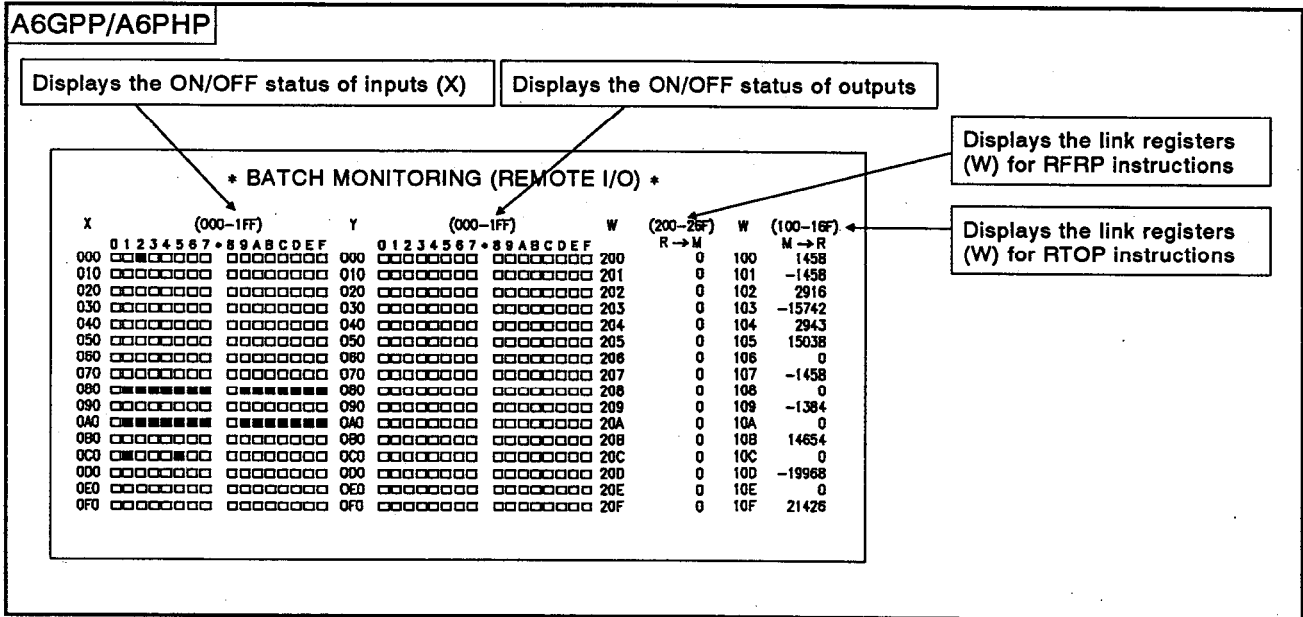 A6GPP/A6PHP
Displays the ON/OFF status of inputs (X)
Displays the ON/OFF status of outputs
Displays the link registers
(W) for RFRP instructions
Displays the link registers
(W) for RTOP instructions
* BATCH MONITORING (REMOTE I/O) *
X (000–1FF) Y (000–1FF) W (200–26F) W (100–16F)
0 1 2 3 4 5 6 7 * 8 9 A B C D E F 0 1 2 3 4 5 6 7 * 8 9 A B C D E F R → M M → R
000 000 200 0 100 1458
010 010 201 0 101 −1458
020 020 202 0 102 2916
030 030 203 0 103 −15742
040 040 204 0 104 2943
050 050 205 0 105 15038
060 060 206 0 106 0
070 070 207 0 107 −1458
080 080 208 0 108 0
090 090 209 0 109 −1384
0A0 0A0 20A 0 10A 0
0B0 0B0 20B 0 10B 14654
0C0 0C0 20C 0 10C 0
0D0 0D0 20D 0 10D −19968
0E0 0E0 20E 0 10E 0
0F0 0F0 20F 0 10F 21426